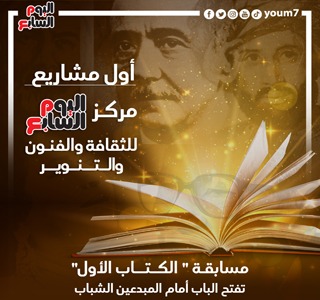 اليوم السابع
youm7
أول مشاريع
مركز اليوم السابع
للثقافة والفنون
والتنوير
مسابقة " الكتاب الأول"
تفتح الباب أمام المبدعين الشباب